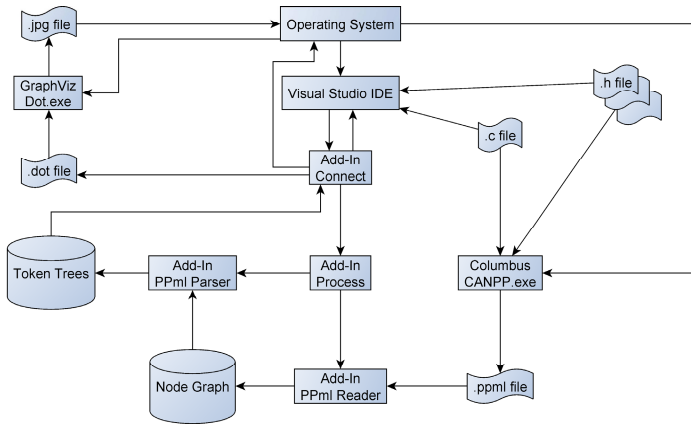 .jpg file
Operating System
GraphViz
Dot.exe
Visual Studio IDE
.h file
.c file
.dot file
Add-In
Connect
Token Trees
Add-In
PPml Parser
Add-In
Process
Columbus
CANPP.exe
Node Graph
Add-In
PPml Reader
.ppml file